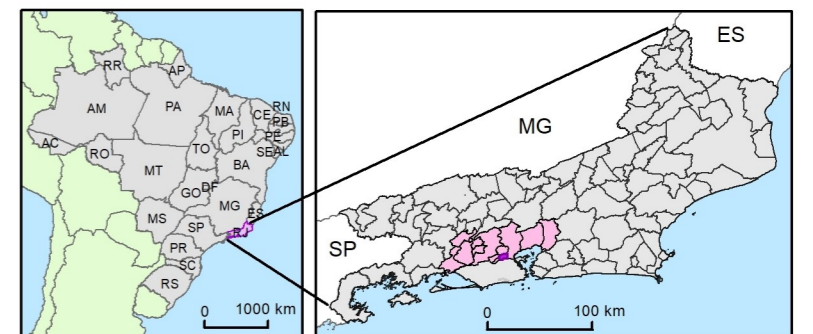 RR
AP
AM
PA
MA
CE
RN
PB
PE
PI
AC
RO
TO
SE
AL
MT
BA
DF
GO
MG
ES
MS
SP
PR
SC
RS
0 1000 km
ES
MG
SP
0 100 km